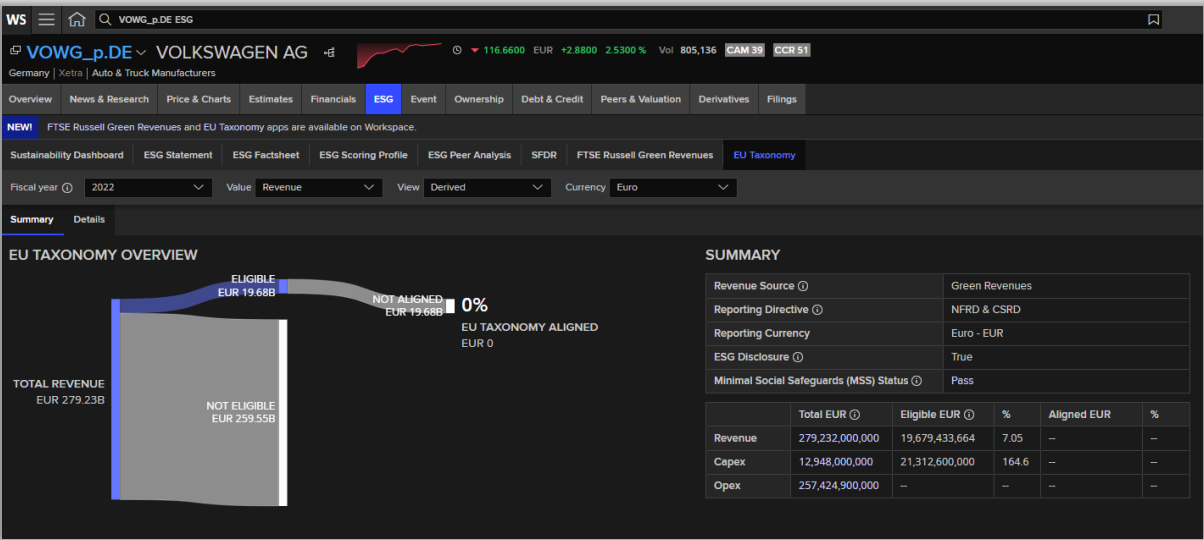 WS VOWG_p.DE ESG
VOWG_p.DE VOLKSWAGEN AG 116.6600 EUR +2.8800 2.5300 % Vol 805,136 CAM 39 CCR 51
Germany | Xetra | Auto & Truck Manufacturers
Overview News & Research Price & Charts Estimates Financials ESG Event Ownership Debt & Credit Peers & Valuation Derivatives Filings
NEW! FTSE Russell Green Revenues and EU Taxonomy apps are available on Workspace.
Sustainability Dashboard ESG Statement ESG Factsheet ESG Scoring Profile ESG Peer Analysis SFDR FTSE Russell Green Revenues EU Taxonomy
Fiscal year 2022 Value Revenue View Derived Currency Euro
Summary Details
EU TAXONOMY OVERVIEW
ELIGIBLE
EUR 19.68B
NOT ALIGNED
EUR 19.68B
0%
EU TAXONOMY ALIGNED
EUR 0
TOTAL REVENUE
EUR 279.23B
NOT ELIGIBLE
EUR 259.55B
SUMMARY
Revenue Source Green Revenues
Reporting Directive NFRD & CSRD
Reporting Currency Euro - EUR
ESG Disclosure True
Minimal Social Safeguards (MSS) Status Pass
Total EUR Eligible EUR % Aligned EUR %
Revenue 279,232,000,000 19,679,433,664 7.05 -- --
Capex 12,948,000,000 21,312,600,000 164.6 -- --
Opex 257,424,900,000 -- -- -- --